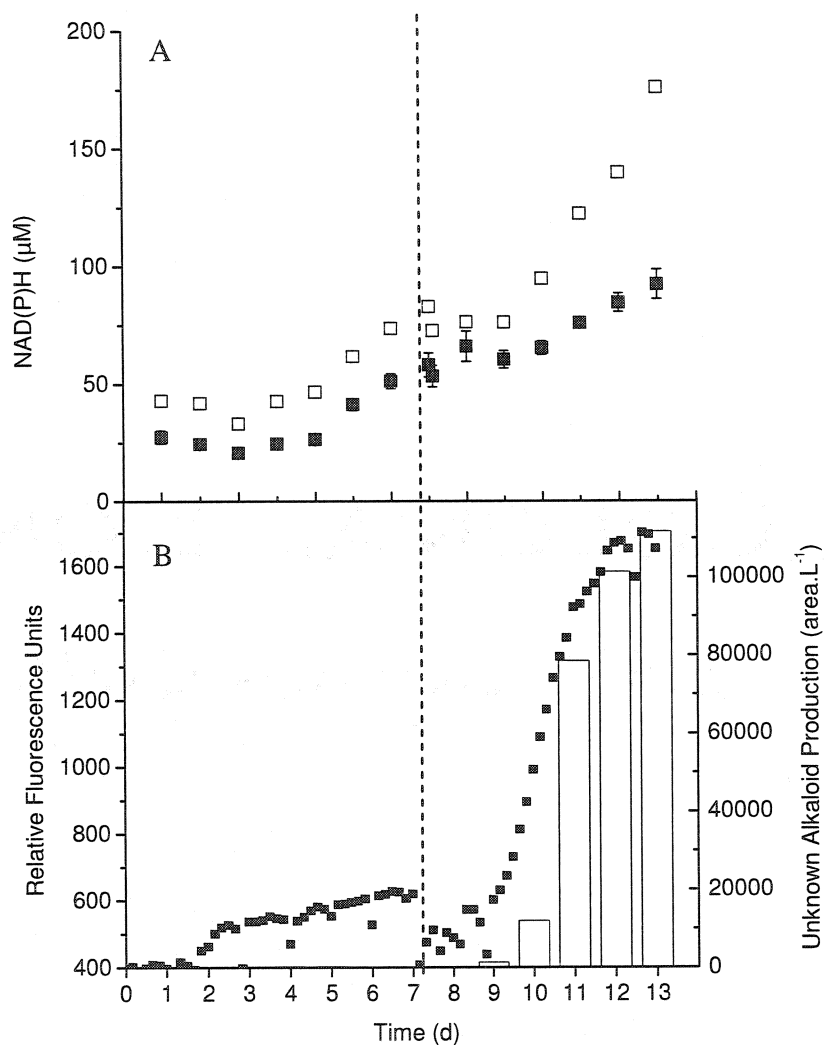 A
200
150
100
50
0
NAD(P)H (µM)
B
1600
1400
1200
1000
800
600
400
Relative Fluorescence Units
100000
80000
60000
40000
20000
0
Unknown Alkaloid Production (area.L⁻¹)
0 1 2 3 4 5 6 7 8 9 10 11 12 13
Time (d)